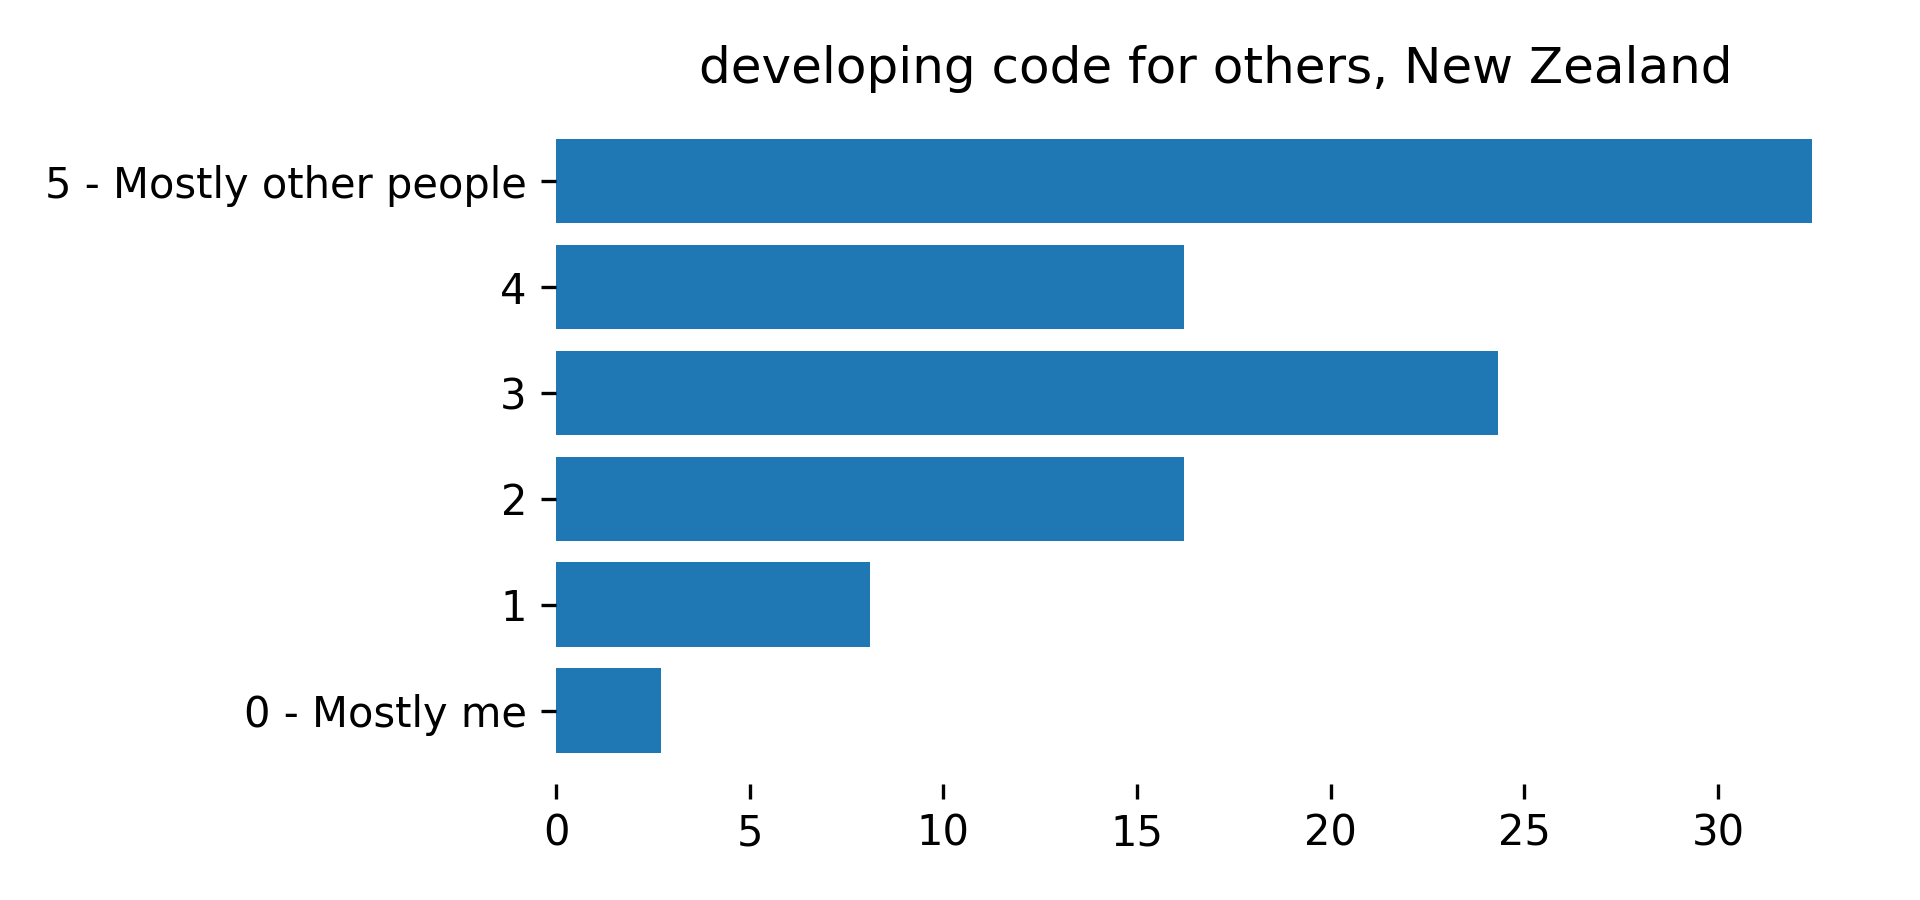 developing code for others, New Zealand
5 - Mostly other people
4
3
2
1
0 - Mostly me
0 5 10 15 20 25 30